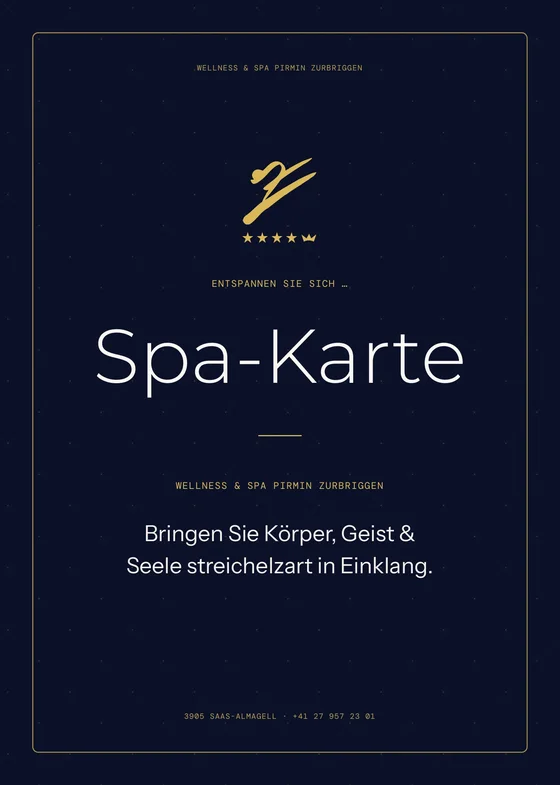 WELLNESS & SPA PIRMIN ZURBRIGGEN
ENTSPANNEN SIE SICH …
Spa-Karte
WELLNESS & SPA PIRMIN ZURBRIGGEN
Bringen Sie Körper, Geist &
Seele streichelzart in Einklang.
3905 SAAS-ALMAGELL · +41 27 957 23 01